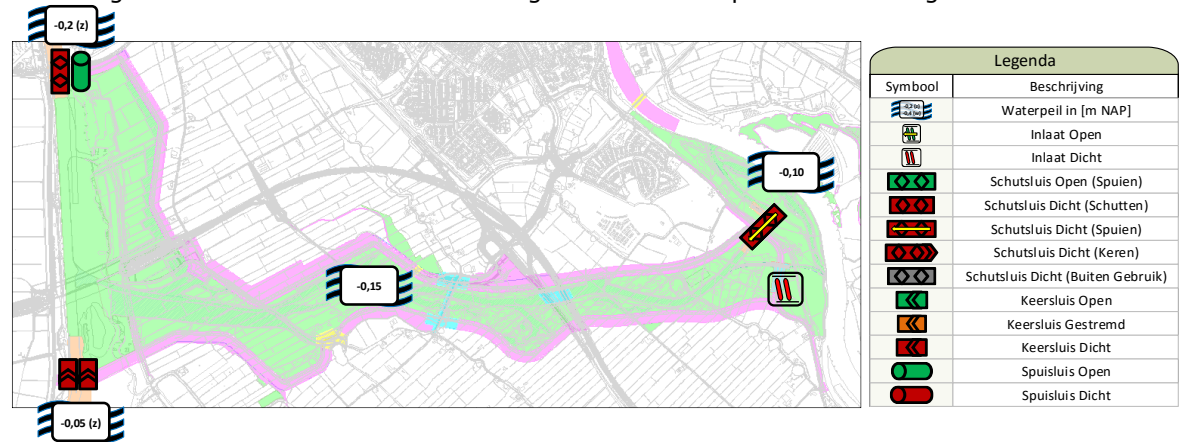 -0,2 (z)
-0,10
-0,15
-0,05 (z)
Legenda
Symbool Beschrijving
Waterpeil in [m NAP]
Inlaat Open
Inlaat Dicht
Schutsluis Open (Spuien)
Schutsluis Dicht (Schutten)
Schutsluis Dicht (Spuien)
Schutsluis Dicht (Keren)
Schutsluis Dicht (Buiten Gebruik)
Keersluis Open
Keersluis Gestremd
Keersluis Dicht
Spuisluis Open
Spuisluis Dicht